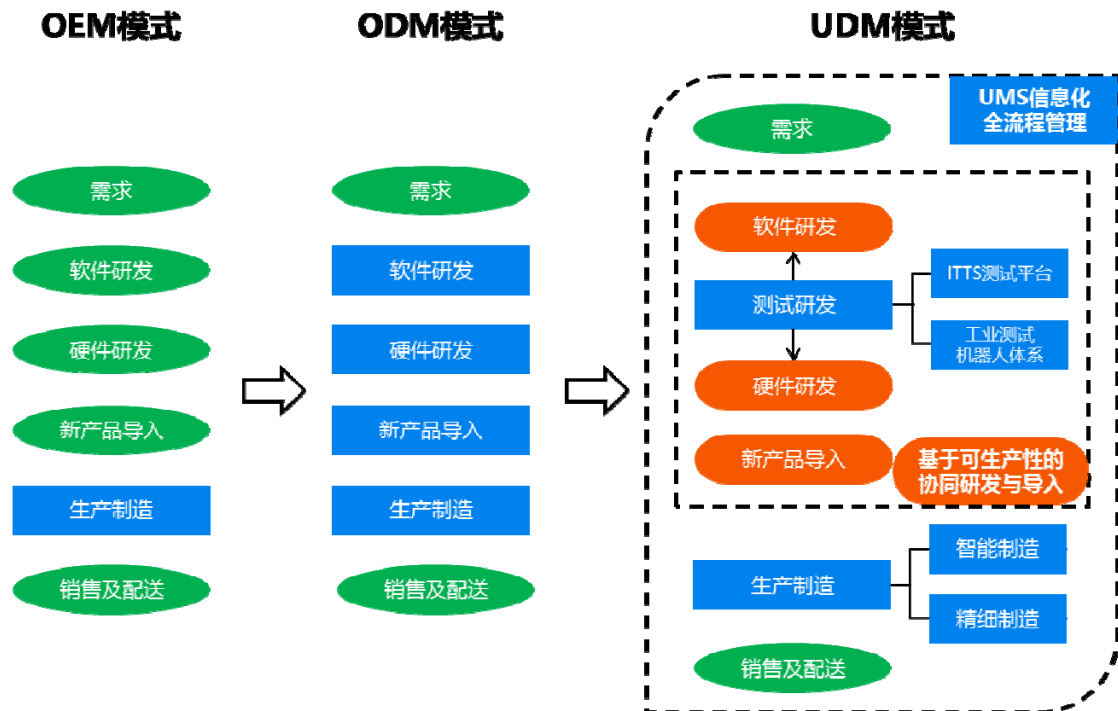 OEM模式
ODM模式
UDM模式
需求
软件研发
硬件研发
新产品导入
生产制造
销售及配送
需求
软件研发
硬件研发
新产品导入
生产制造
销售及配送
UMS信息化
全流程管理
需求
软件研发
测试研发
ITTS测试平台
工业测试
机器人体系
硬件研发
新产品导入
基于可生产性的
协同研发与导入
生产制造
智能制造
精细制造
销售及配送